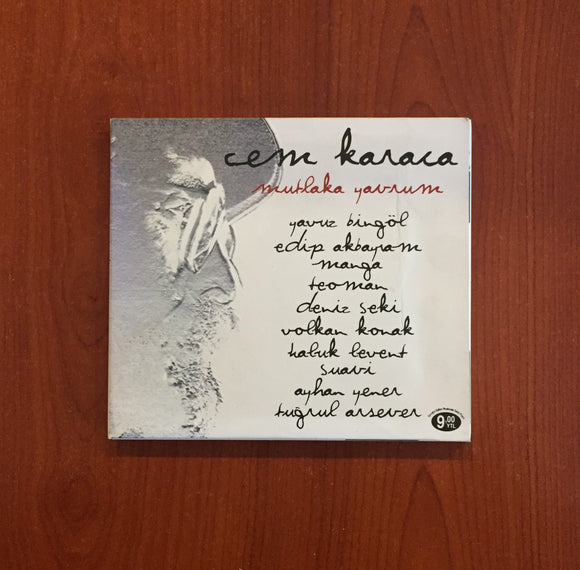 cem karaca
mutlaka yavrum
yavuz bingöl
edip akbayram
manga
teoman
deniz seki
volkan konak
haluk levent
suavi
ayhan yener
tuğrul arsever
9.00
YTL